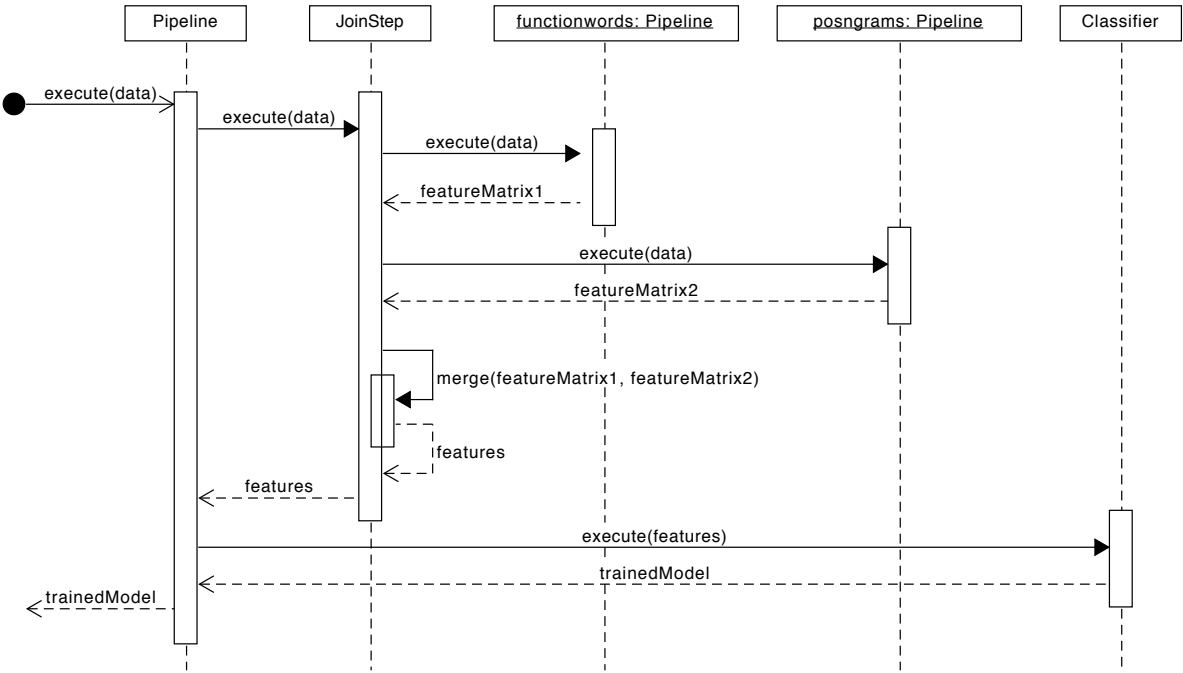 Pipeline
JoinStep
functionwords: Pipeline
posngrams: Pipeline
Classifier
execute(data)
execute(data)
execute(data)
featureMatrix1
execute(data)
featureMatrix2
merge(featureMatrix1, featureMatrix2)
features
features
execute(features)
trainedModel
trainedModel